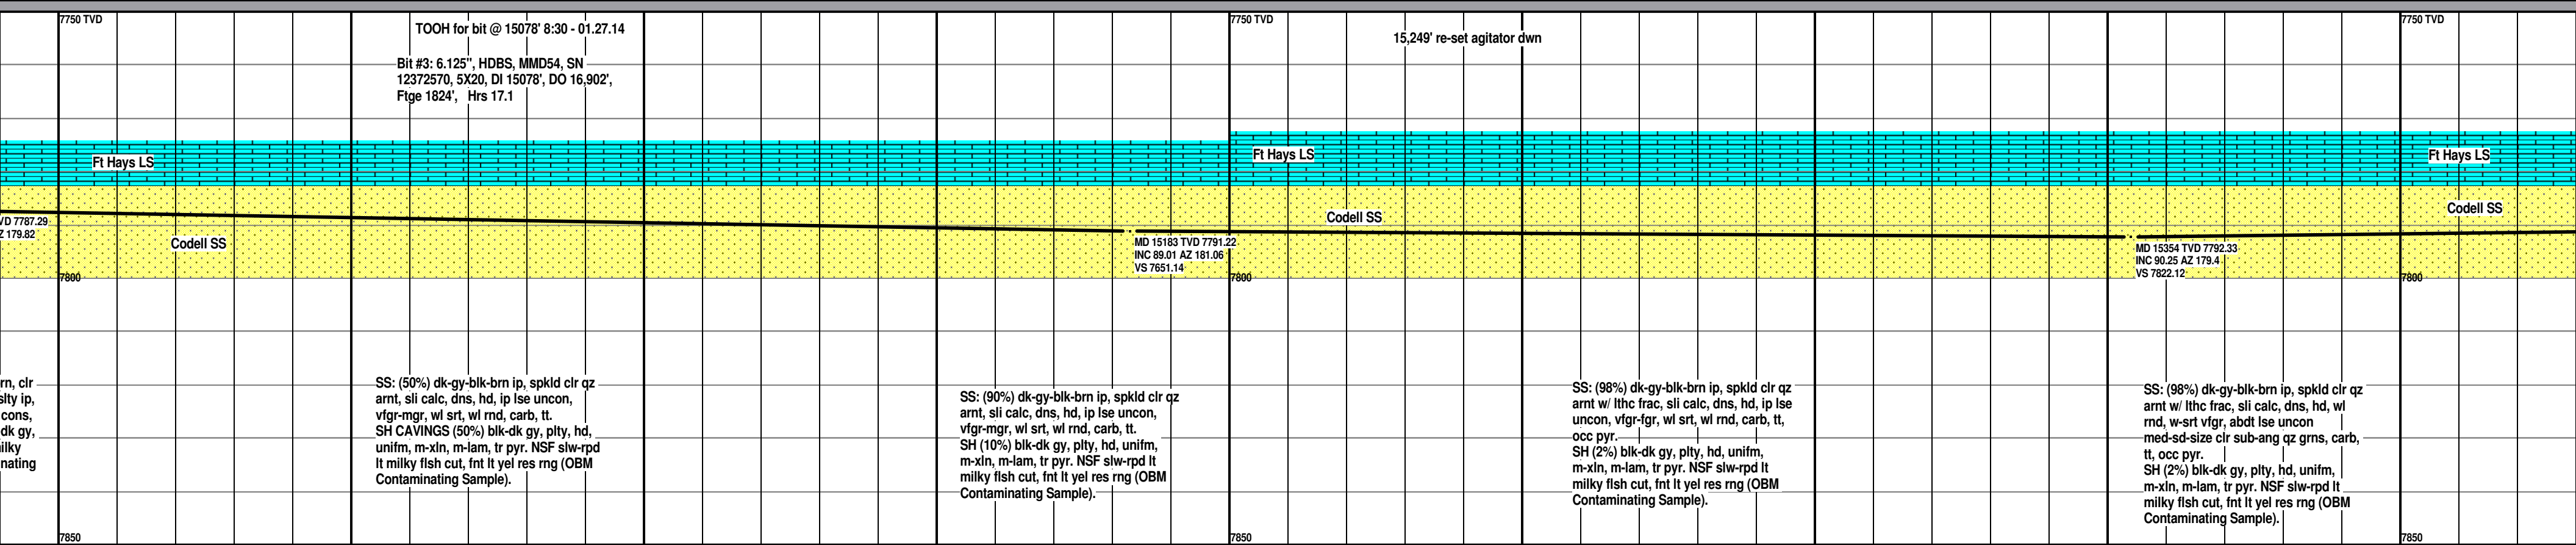 7750 TVD
TOOH for bit @ 15078' 8:30 - 01.27.14
Bit #3: 6.125", HDBS, MMD54, SN
12372570, 5X20, DI 15078', DO 16,902',
Ftge 1824', Hrs 17.1
7750 TVD
15,249' re-set agitator dwn
7750 TVD
Ft Hays LS
Ft Hays LS
Ft Hays LS
VD 7787.29
Z 179.82
Codell SS
Codell SS
Codell SS
MD 15183 TVD 7791.22
INC 89.01 AZ 181.06
VS 7651.14
MD 15354 TVD 7792.33
INC 90.25 AZ 179.4
VS 7822.12
7800
7800
7800
rn, clr
slty ip,
cons,
dk gy,
ilky
nating
SS: (50%) dk-gy-blk-brn ip, spkld clr qz
arnt, sli calc, dns, hd, ip lse uncon,
vfgr-mgr, wl srt, wl rnd, carb, tt.
SH CAVINGS (50%) blk-dk gy, plty, hd,
unifm, m-xln, m-lam, tr pyr. NSF slw-rpd
lt milky flsh cut, fnt lt yel res rng (OBM
Contaminating Sample).
SS: (90%) dk-gy-blk-brn ip, spkld clr qz
arnt, sli calc, dns, hd, ip lse uncon,
vfgr-mgr, wl srt, wl rnd, carb, tt.
SH (10%) blk-dk gy, plty, hd, unifm,
m-xln, m-lam, tr pyr. NSF slw-rpd lt
milky flsh cut, fnt lt yel res rng (OBM
Contaminating Sample).
SS: (98%) dk-gy-blk-brn ip, spkld clr qz
arnt w/ lthc frac, sli calc, dns, hd, ip lse
uncon, vfgr-fgr, wl srt, wl rnd, carb, tt,
occ pyr.
SH (2%) blk-dk gy, plty, hd, unifm,
m-xln, m-lam, tr pyr. NSF slw-rpd lt
milky flsh cut, fnt lt yel res rng (OBM
Contaminating Sample).
SS: (98%) dk-gy-blk-brn ip, spkld clr qz
arnt w/ lthc frac, sli calc, dns, hd, wl
rnd, w-srt vfgr, abdt lse uncon
med-sd-size clr sub-ang qz grns, carb,
tt, occ pyr.
SH (2%) blk-dk gy, plty, hd, unifm,
m-xln, m-lam, tr pyr. NSF slw-rpd lt
milky flsh cut, fnt lt yel res rng (OBM
Contaminating Sample).
7850
7850
7850